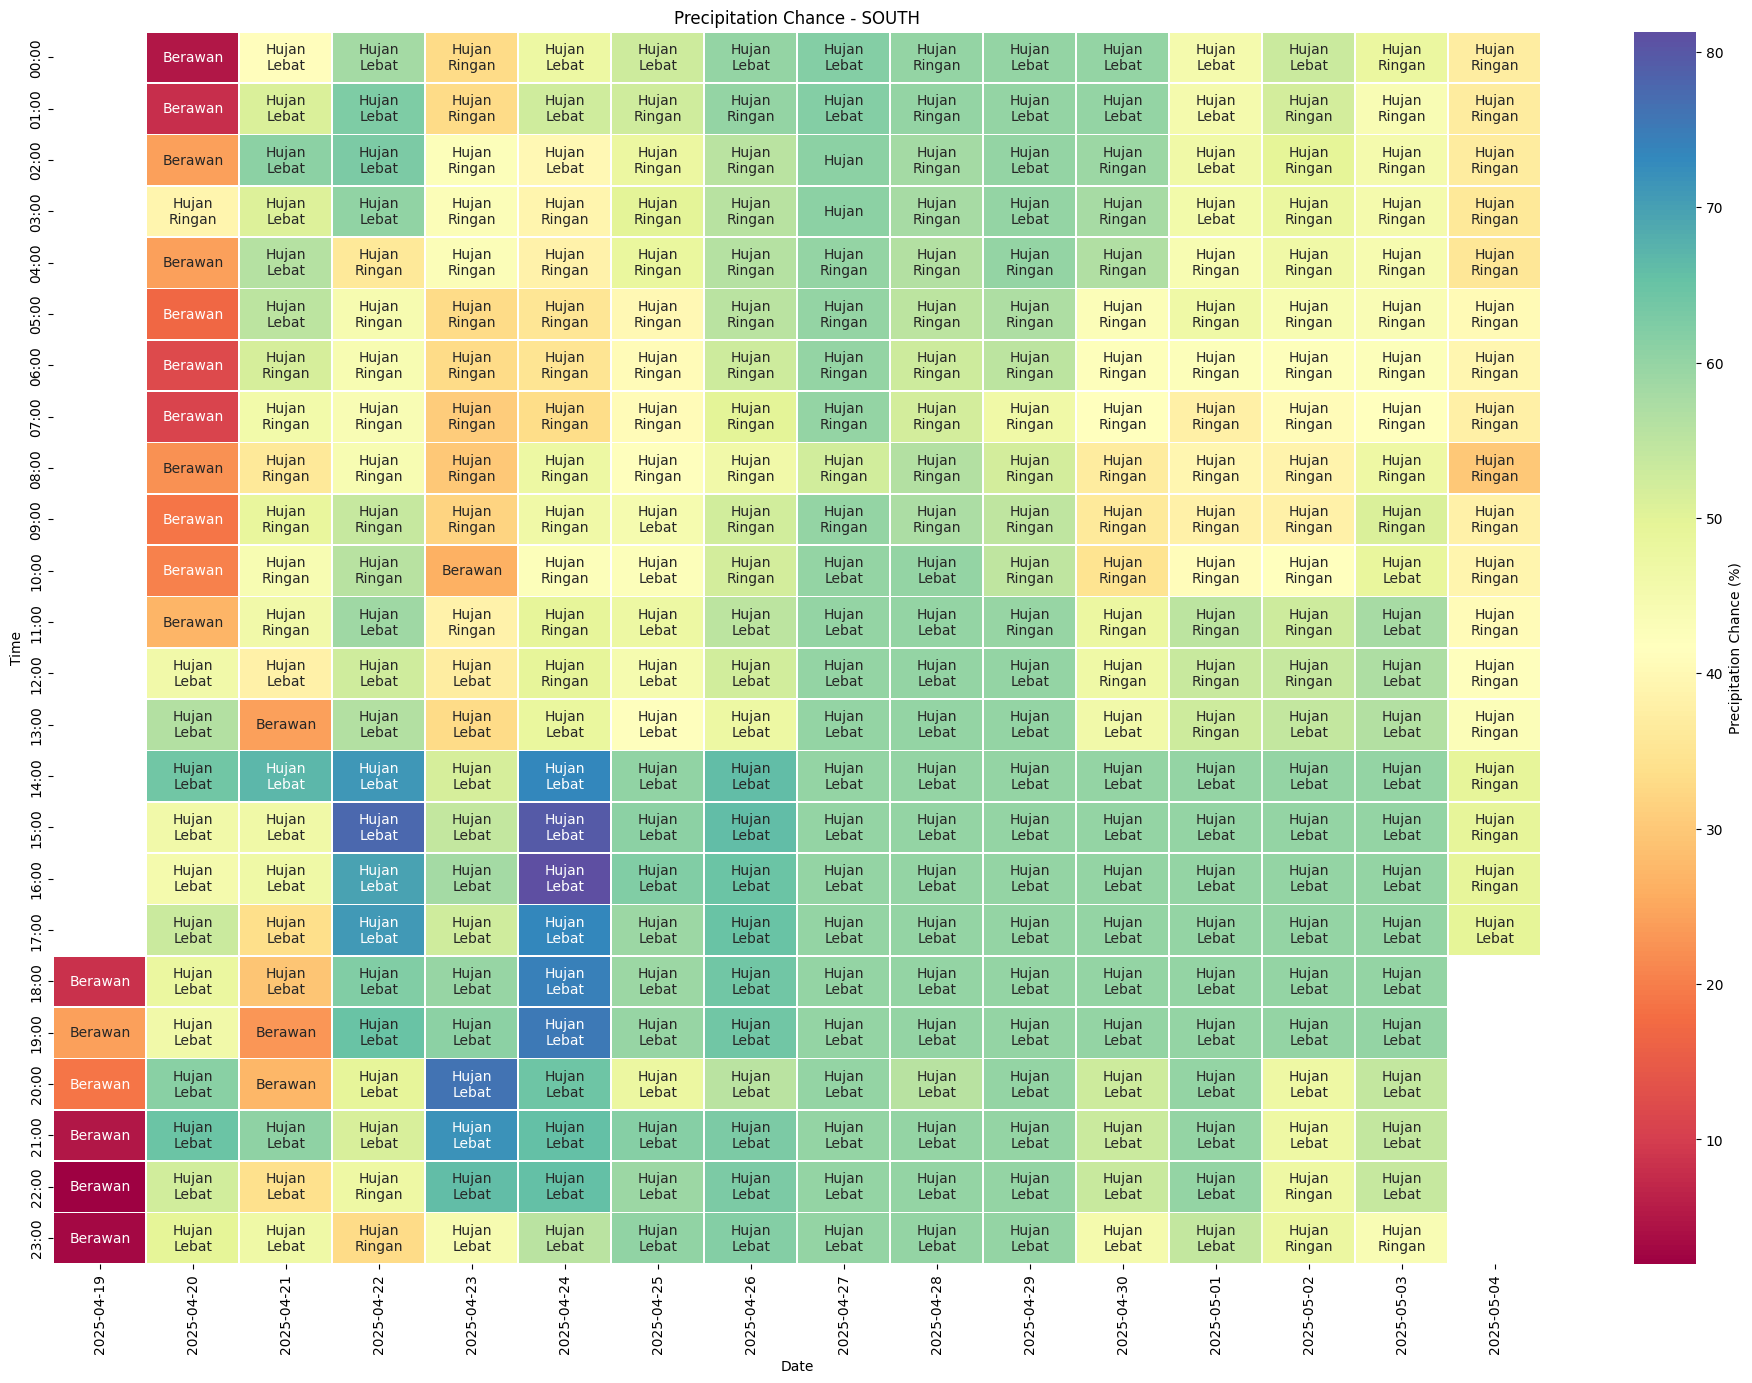 Precipitation Chance - SOUTH
00:00 Berawan Hujan Lebat Hujan Lebat Hujan Ringan Hujan Lebat Hujan Lebat Hujan Lebat Hujan Lebat Hujan Ringan Hujan Lebat Hujan Lebat Hujan Lebat Hujan Lebat Hujan Ringan Hujan Ringan
01:00 Berawan Hujan Lebat Hujan Lebat Hujan Ringan Hujan Lebat Hujan Ringan Hujan Ringan Hujan Lebat Hujan Ringan Hujan Lebat Hujan Lebat Hujan Lebat Hujan Ringan Hujan Ringan Hujan Ringan
02:00 Berawan Hujan Lebat Hujan Lebat Hujan Ringan Hujan Lebat Hujan Ringan Hujan Ringan Hujan Hujan Ringan Hujan Lebat Hujan Ringan Hujan Lebat Hujan Ringan Hujan Ringan Hujan Ringan
03:00 Hujan Ringan Hujan Lebat Hujan Lebat Hujan Ringan Hujan Ringan Hujan Ringan Hujan Ringan Hujan Hujan Ringan Hujan Lebat Hujan Ringan Hujan Lebat Hujan Ringan Hujan Ringan Hujan Ringan
04:00 Berawan Hujan Lebat Hujan Ringan Hujan Ringan Hujan Ringan Hujan Ringan Hujan Ringan Hujan Ringan Hujan Ringan Hujan Ringan Hujan Ringan Hujan Ringan Hujan Ringan Hujan Ringan Hujan Ringan
05:00 Berawan Hujan Lebat Hujan Ringan Hujan Ringan Hujan Ringan Hujan Ringan Hujan Ringan Hujan Ringan Hujan Ringan Hujan Ringan Hujan Ringan Hujan Ringan Hujan Ringan Hujan Ringan Hujan Ringan
06:00 Berawan Hujan Ringan Hujan Ringan Hujan Ringan Hujan Ringan Hujan Ringan Hujan Ringan Hujan Ringan Hujan Ringan Hujan Ringan Hujan Ringan Hujan Ringan Hujan Ringan Hujan Ringan Hujan Ringan
07:00 Berawan Hujan Ringan Hujan Ringan Hujan Ringan Hujan Ringan Hujan Ringan Hujan Ringan Hujan Ringan Hujan Ringan Hujan Ringan Hujan Ringan Hujan Ringan Hujan Ringan Hujan Ringan Hujan Ringan
08:00 Berawan Hujan Ringan Hujan Ringan Hujan Ringan Hujan Ringan Hujan Ringan Hujan Ringan Hujan Ringan Hujan Ringan Hujan Ringan Hujan Ringan Hujan Ringan Hujan Ringan Hujan Ringan Hujan Ringan
09:00 Berawan Hujan Ringan Hujan Ringan Hujan Ringan Hujan Ringan Hujan Lebat Hujan Ringan Hujan Ringan Hujan Ringan Hujan Ringan Hujan Ringan Hujan Ringan Hujan Ringan Hujan Ringan Hujan Ringan
10:00 Berawan Hujan Ringan Hujan Ringan Berawan Hujan Ringan Hujan Lebat Hujan Ringan Hujan Lebat Hujan Lebat Hujan Ringan Hujan Ringan Hujan Ringan Hujan Ringan Hujan Lebat Hujan Ringan
11:00 Berawan Hujan Ringan Hujan Lebat Hujan Ringan Hujan Ringan Hujan Lebat Hujan Lebat Hujan Lebat Hujan Lebat Hujan Ringan Hujan Ringan Hujan Ringan Hujan Ringan Hujan Lebat Hujan Ringan
12:00 Hujan Lebat Hujan Lebat Hujan Lebat Hujan Lebat Hujan Ringan Hujan Lebat Hujan Lebat Hujan Lebat Hujan Lebat Hujan Lebat Hujan Ringan Hujan Ringan Hujan Ringan Hujan Lebat Hujan Ringan
13:00 Hujan Lebat Berawan Hujan Lebat Hujan Lebat Hujan Lebat Hujan Lebat Hujan Lebat Hujan Lebat Hujan Lebat Hujan Lebat Hujan Lebat Hujan Ringan Hujan Lebat Hujan Lebat Hujan Ringan
14:00 Hujan Lebat Hujan Lebat Hujan Lebat Hujan Lebat Hujan Lebat Hujan Lebat Hujan Lebat Hujan Lebat Hujan Lebat Hujan Lebat Hujan Lebat Hujan Lebat Hujan Lebat Hujan Lebat Hujan Ringan
15:00 Hujan Lebat Hujan Lebat Hujan Lebat Hujan Lebat Hujan Lebat Hujan Lebat Hujan Lebat Hujan Lebat Hujan Lebat Hujan Lebat Hujan Lebat Hujan Lebat Hujan Lebat Hujan Lebat Hujan Ringan
16:00 Hujan Lebat Hujan Lebat Hujan Lebat Hujan Lebat Hujan Lebat Hujan Lebat Hujan Lebat Hujan Lebat Hujan Lebat Hujan Lebat Hujan Lebat Hujan Lebat Hujan Lebat Hujan Lebat Hujan Ringan
17:00 Hujan Lebat Hujan Lebat Hujan Lebat Hujan Lebat Hujan Lebat Hujan Lebat Hujan Lebat Hujan Lebat Hujan Lebat Hujan Lebat Hujan Lebat Hujan Lebat Hujan Lebat Hujan Lebat Hujan Lebat
18:00 Berawan Hujan Lebat Hujan Lebat Hujan Lebat Hujan Lebat Hujan Lebat Hujan Lebat Hujan Lebat Hujan Lebat Hujan Lebat Hujan Lebat Hujan Lebat Hujan Lebat Hujan Lebat Hujan Lebat
19:00 Berawan Hujan Lebat Berawan Hujan Lebat Hujan Lebat Hujan Lebat Hujan Lebat Hujan Lebat Hujan Lebat Hujan Lebat Hujan Lebat Hujan Lebat Hujan Lebat Hujan Lebat Hujan Lebat
20:00 Berawan Hujan Lebat Berawan Hujan Lebat Hujan Lebat Hujan Lebat Hujan Lebat Hujan Lebat Hujan Lebat Hujan Lebat Hujan Lebat Hujan Lebat Hujan Lebat Hujan Lebat Hujan Lebat
21:00 Berawan Hujan Lebat Hujan Lebat Hujan Lebat Hujan Lebat Hujan Lebat Hujan Lebat Hujan Lebat Hujan Lebat Hujan Lebat Hujan Lebat Hujan Lebat Hujan Lebat Hujan Lebat Hujan Lebat
22:00 Berawan Hujan Lebat Hujan Lebat Hujan Ringan Hujan Lebat Hujan Lebat Hujan Lebat Hujan Lebat Hujan Lebat Hujan Lebat Hujan Lebat Hujan Lebat Hujan Lebat Hujan Ringan Hujan Lebat
23:00 Berawan Hujan Lebat Hujan Lebat Hujan Ringan Hujan Lebat Hujan Lebat Hujan Lebat Hujan Lebat Hujan Lebat Hujan Lebat Hujan Lebat Hujan Lebat Hujan Lebat Hujan Ringan Hujan Ringan
2025-04-19 2025-04-20 2025-04-21 2025-04-22 2025-04-23 2025-04-24 2025-04-25 2025-04-26 2025-04-27 2025-04-28 2025-04-29 2025-04-30 2025-05-01 2025-05-02 2025-05-03 2025-05-04
Time
Date
80
70
60
50
40
30
20
10
Precipitation Chance (%)